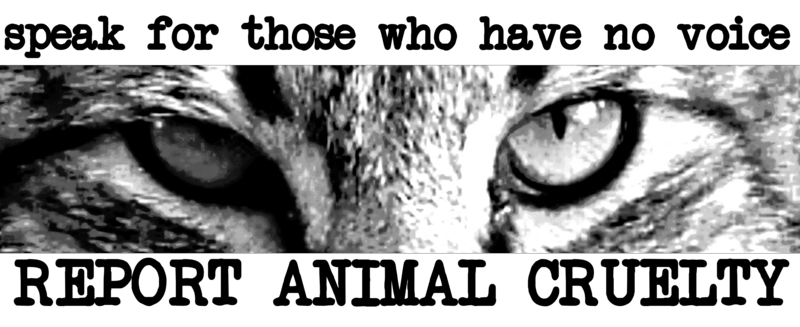 speak for those who have no voice
REPORT ANIMAL CRUELTY